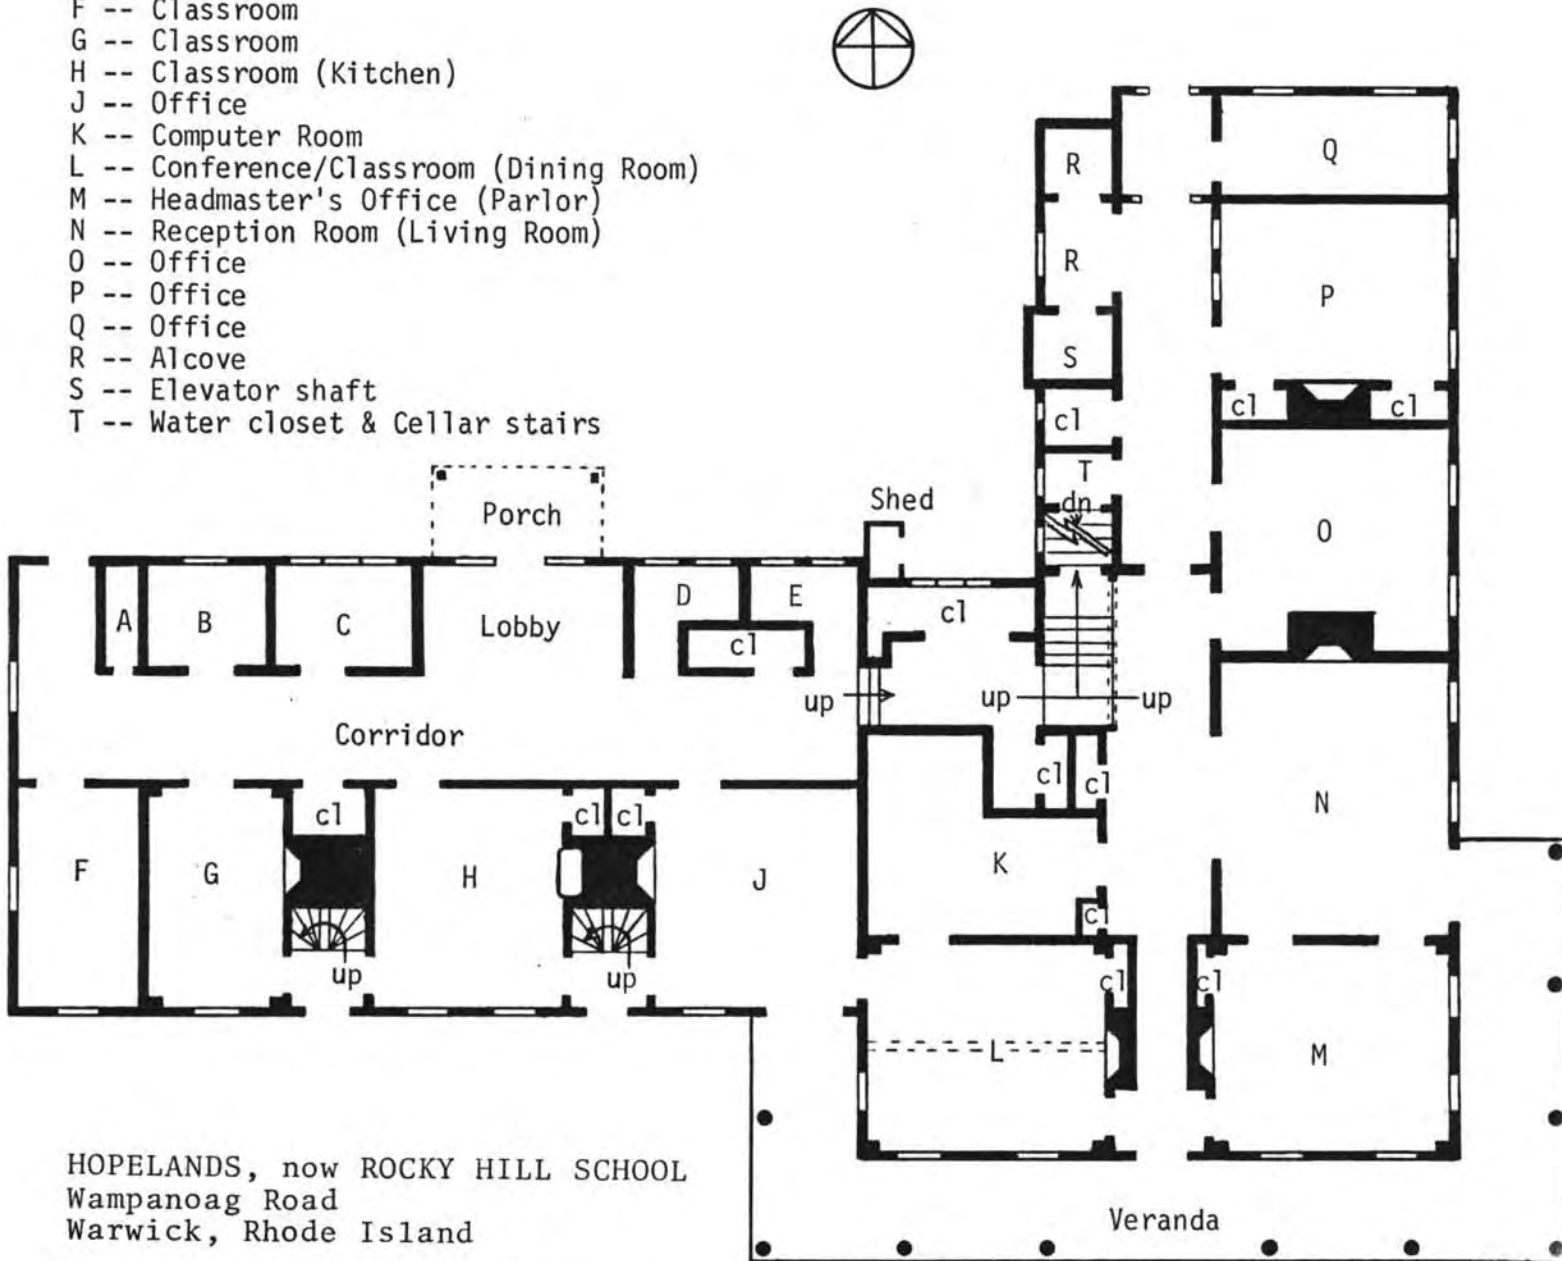 F -- Classroom
G -- Classroom
H -- Classroom (Kitchen)
J -- Office
K -- Computer Room
L -- Conference/Classroom (Dining Room)
M -- Headmaster's Office (Parlor)
N -- Reception Room (Living Room)
O -- Office
P -- Office
Q -- Office
R -- Alcove
S -- Elevator shaft
T -- Water closet & Cellar stairs
Q
R
R
P
S
cl
cl
cl
T
dn
Shed
Porch
O
A
B
C
Lobby
D
E
cl
cl
up
up
up
Corridor
cl
cl
cl
cl
cl
N
F
G
H
J
K
cl
up
up
cl
cl
L
M
HOPELANDS, now ROCKY HILL SCHOOL
Wampanoag Road
Warwick, Rhode Island
Veranda